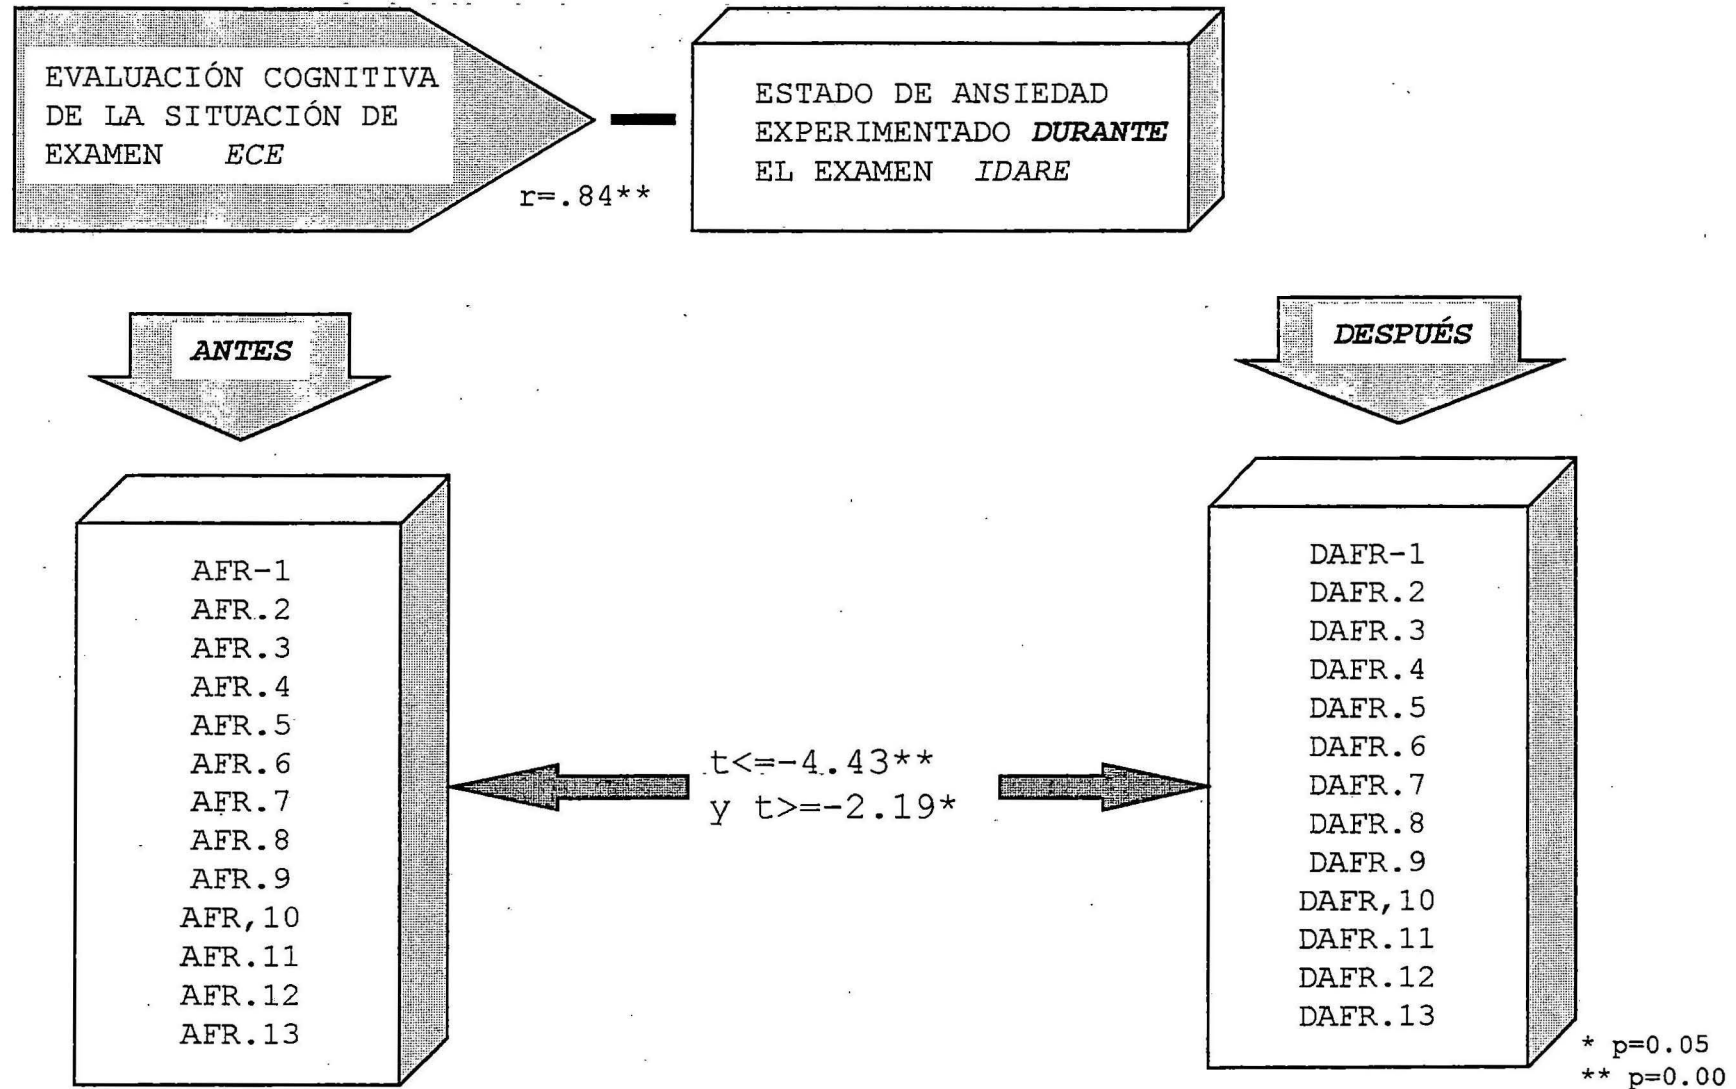 EVALUACIÓN COGNITIVA
DE LA SITUACIÓN DE
EXAMEN ECE
r=.84**
ESTADO DE ANSIEDAD
EXPERIMENTADO DURANTE
EL EXAMEN IDARE
ANTES
DESPUÉS
AFR-1
AFR.2
AFR.3
AFR.4
AFR.5
AFR.6
AFR.7
AFR.8
AFR.9
AFR,10
AFR.11
AFR.12
AFR.13
t<=-4.43**
y t>=-2.19*
DAFR-1
DAFR.2
DAFR.3
DAFR.4
DAFR.5
DAFR.6
DAFR.7
DAFR.8
DAFR.9
DAFR,10
DAFR.11
DAFR.12
DAFR.13
* p=0.05
** p=0.00